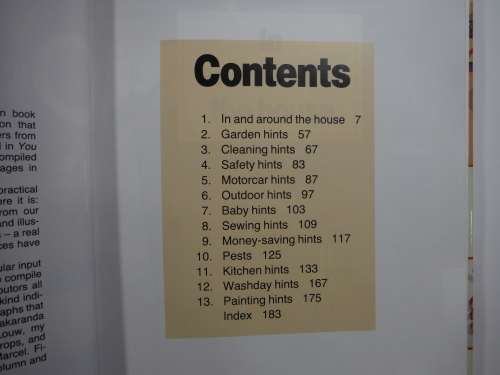 n book
on that
ers from
d in You
compiled
ages in
practical
re it is:
rom our
and illus-
– a real
ces have
ular input
compile
butors all
kind indi-
raphs that
akaranda
Louw, my
rops, and
Marcel. Fi-
olumn and
Contents
1. In and around the house 7
2. Garden hints 57
3. Cleaning hints 67
4. Safety hints 83
5. Motorcar hints 87
6. Outdoor hints 97
7. Baby hints 103
8. Sewing hints 109
9. Money-saving hints 117
10. Pests 125
11. Kitchen hints 133
12. Washday hints 167
13. Painting hints 175
Index 183